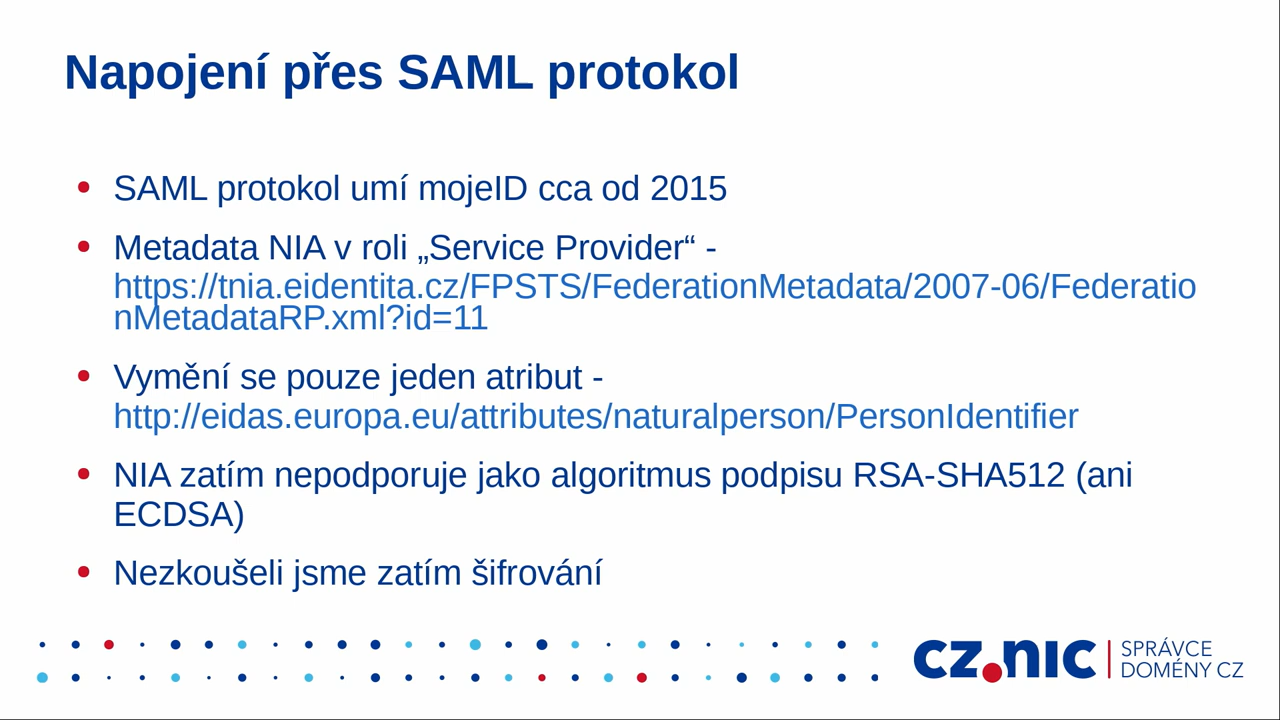 Napojení přes SAML protokol
SAML protokol umí mojeID cca od 2015
Metadata NIA v roli „Service Provider“ -
https://tnia.eidentita.cz/FPSTS/FederationMetadata/2007-06/Federatio
nMetadataRP.xml?id=11
Vymění se pouze jeden atribut -
http://eidas.europa.eu/attributes/naturalperson/PersonIdentifier
NIA zatím nepodporuje jako algoritmus podpisu RSA-SHA512 (ani
ECDSA)
Nezkoušeli jsme zatím šifrování
CZ.NIC
SPRÁVCE
DOMÉNY CZ